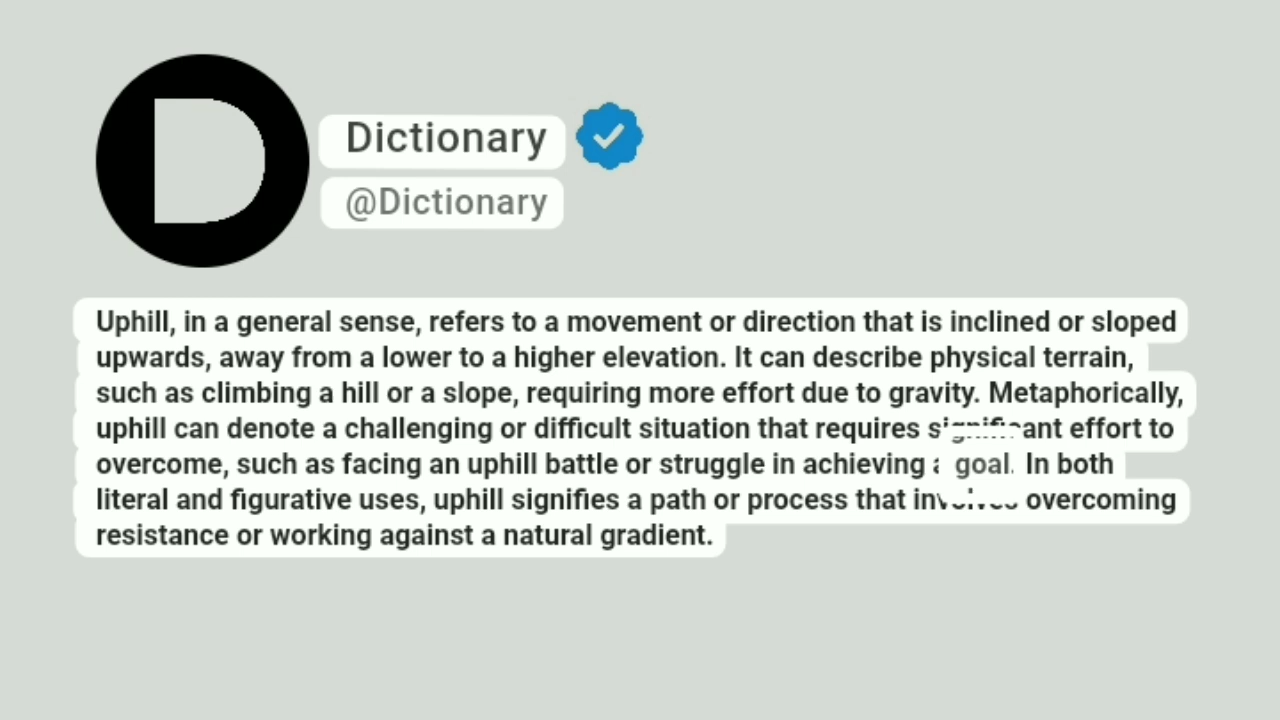 D
Dictionary
@Dictionary
Uphill, in a general sense, refers to a movement or direction that is inclined or sloped
upwards, away from a lower to a higher elevation. It can describe physical terrain,
such as climbing a hill or a slope, requiring more effort due to gravity. Metaphorically,
uphill can denote a challenging or difficult situation that requires significant effort to
overcome, such as facing an uphill battle or struggle in achieving a goal. In both
literal and figurative uses, uphill signifies a path or process that involves overcoming
resistance or working against a natural gradient.